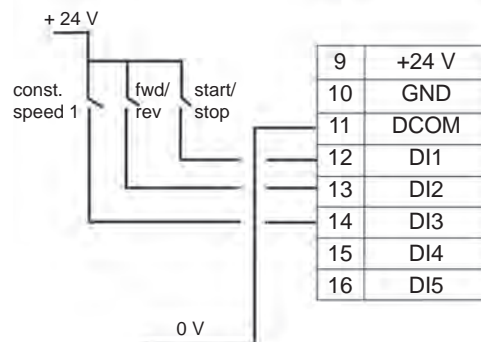 + 24 V
const. speed 1
fwd/ rev
start/ stop
9 +24 V
10 GND
11 DCOM
12 DI1
13 DI2
14 DI3
15 DI4
16 DI5
0 V